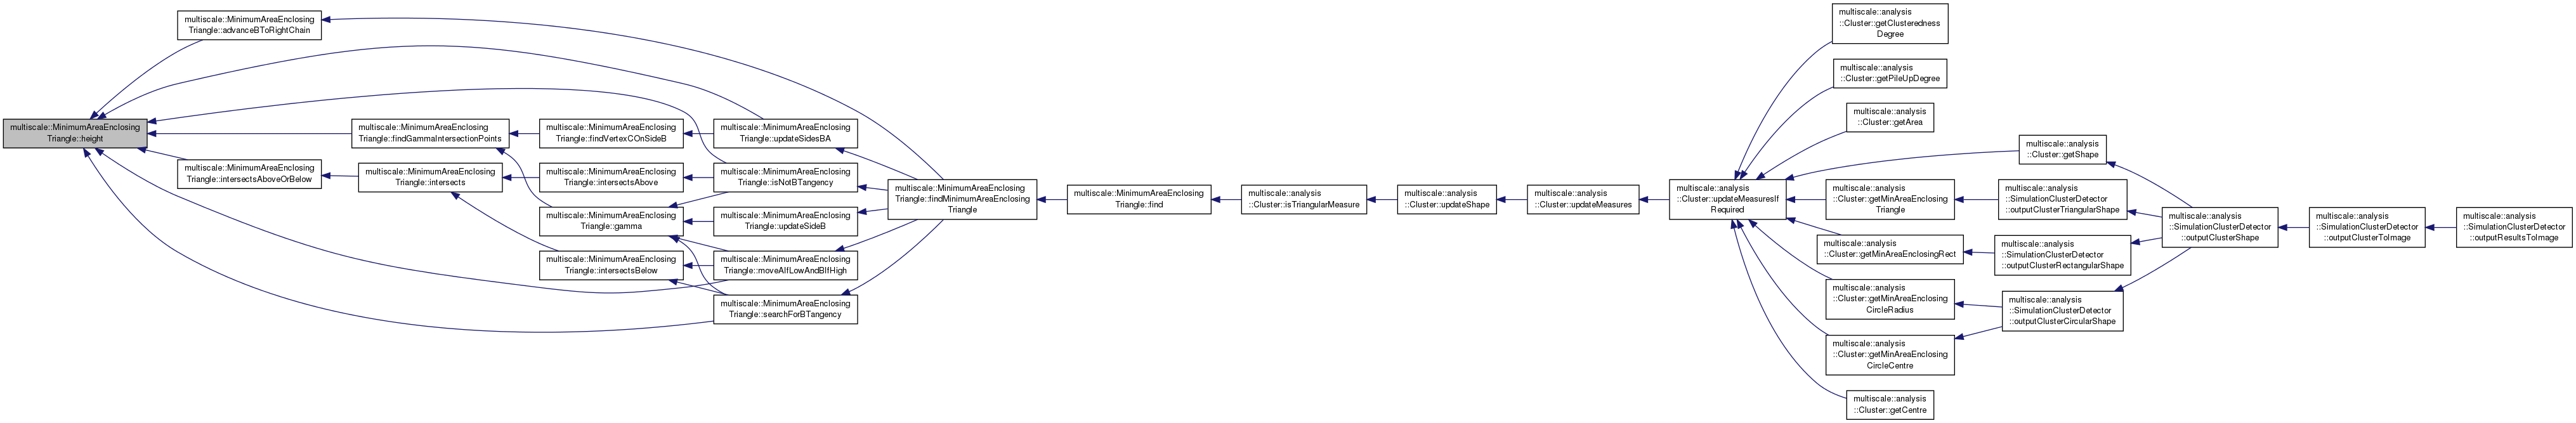 multiscale::MinimumAreaEnclosing
Triangle::height
multiscale::MinimumAreaEnclosing
Triangle::advanceBToRightChain
multiscale::MinimumAreaEnclosing
Triangle::findGammaIntersectionPoints
multiscale::MinimumAreaEnclosing
Triangle::intersectsAboveOrBelow
multiscale::MinimumAreaEnclosing
Triangle::intersects
multiscale::MinimumAreaEnclosing
Triangle::findVertexCOnSideB
multiscale::MinimumAreaEnclosing
Triangle::intersectsAbove
multiscale::MinimumAreaEnclosing
Triangle::gamma
multiscale::MinimumAreaEnclosing
Triangle::intersectsBelow
multiscale::MinimumAreaEnclosing
Triangle::updateSidesBA
multiscale::MinimumAreaEnclosing
Triangle::isNotBTangency
multiscale::MinimumAreaEnclosing
Triangle::updateSideB
multiscale::MinimumAreaEnclosing
Triangle::moveAIfLowAndBIfHigh
multiscale::MinimumAreaEnclosing
Triangle::searchForBTangency
multiscale::MinimumAreaEnclosing
Triangle::findMinimumAreaEnclosing
Triangle
multiscale::MinimumAreaEnclosing
Triangle::find
multiscale::analysis
::Cluster::isTriangularMeasure
multiscale::analysis
::Cluster::updateShape
multiscale::analysis
::Cluster::updateMeasures
multiscale::analysis
::Cluster::updateMeasuresIf
Required
multiscale::analysis
::Cluster::getClusteredness
Degree
multiscale::analysis
::Cluster::getPileUpDegree
multiscale::analysis
::Cluster::getArea
multiscale::analysis
::Cluster::getShape
multiscale::analysis
::Cluster::getMinAreaEnclosing
Triangle
multiscale::analysis
::Cluster::getMinAreaEnclosingRect
multiscale::analysis
::Cluster::getMinAreaEnclosing
CircleRadius
multiscale::analysis
::Cluster::getMinAreaEnclosing
CircleCentre
multiscale::analysis
::Cluster::getCentre
multiscale::analysis
::SimulationClusterDetector
::outputClusterTriangularShape
multiscale::analysis
::SimulationClusterDetector
::outputClusterRectangularShape
multiscale::analysis
::SimulationClusterDetector
::outputClusterCircularShape
multiscale::analysis
::SimulationClusterDetector
::outputClusterShape
multiscale::analysis
::SimulationClusterDetector
::outputClusterToImage
multiscale::analysis
::SimulationClusterDetector
::outputResultsToImage